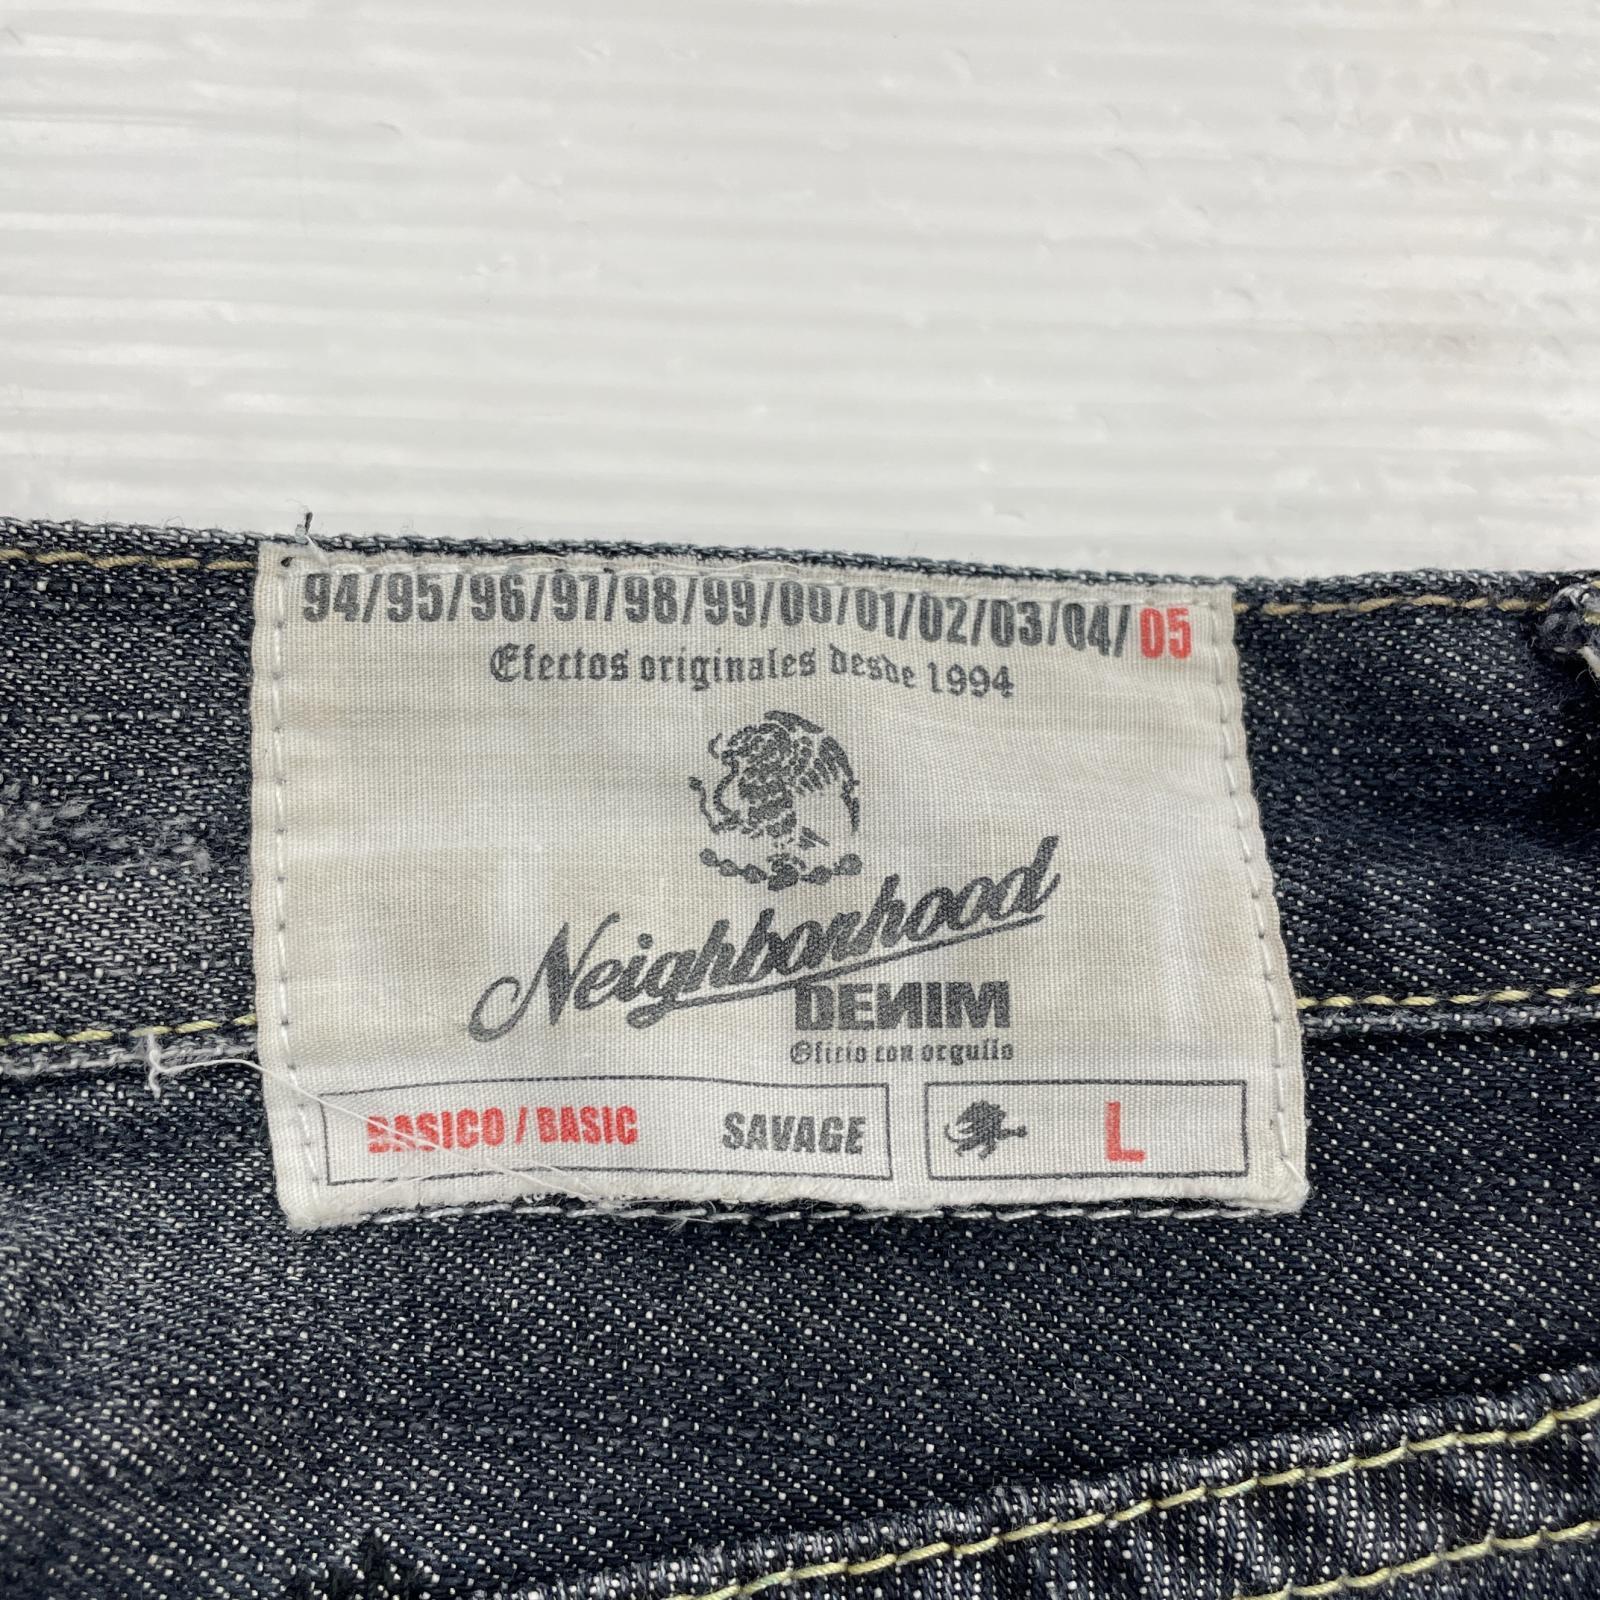 94/95/96/97/98/99/00/01/02/03/04/05
Efectos originales desde 1994
Neighborhood
DENIM
Oficio con orgullo
BASICO / BASIC SAVAGE L